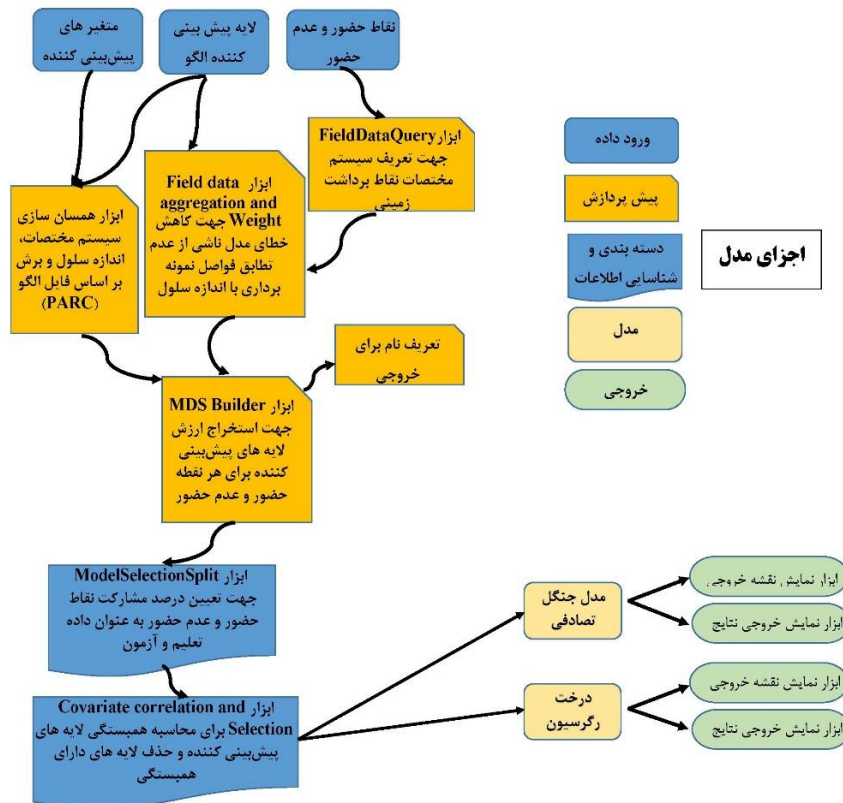 متغیر های
پیش‌بینی کننده
لایه پیش بینی
کننده الگو
نقاط حضور و عدم
حضور
ابزار FieldDataQuery
جهت تعریف سیستم
مختصات نقاط برداشت
زمینی
ابزار Field data
aggregation and
Weight جهت کاهش
خطای مدل ناشی از عدم
تطابق فواصل نمونه
برداری با اندازه سلول
ابزار همسان سازی
سیستم مختصات،
اندازه سلول و برش
بر اساس فایل الگو
(PARC)
تعریف نام برای
خروجی
ابزار MDS Builder
جهت استخراج ارزش
لایه های پیش‌بینی
کننده برای هر نقطه
حضور و عدم حضور
ابزار ModelSelectionSplit
جهت تعیین درصد مشارکت نقاط
حضور و عدم حضور به عنوان داده
تعلیم و آزمون
ابزار Covariate correlation and
Selection برای محاسبه همبستگی لایه های
پیش‌بینی کننده و حذف لایه های دارای
همبستگی
مدل جنگل
تصادفی
درخت
رگرسیون
ابزار نمایش نقشه خروجی
ابزار نمایش خروجی نتایج
ابزار نمایش نقشه خروجی
ابزار نمایش خروجی نتایج
اجزای مدل
ورود داده
پیش پردازش
دسته بندی و
شناسایی اطلاعات
مدل
خروجی